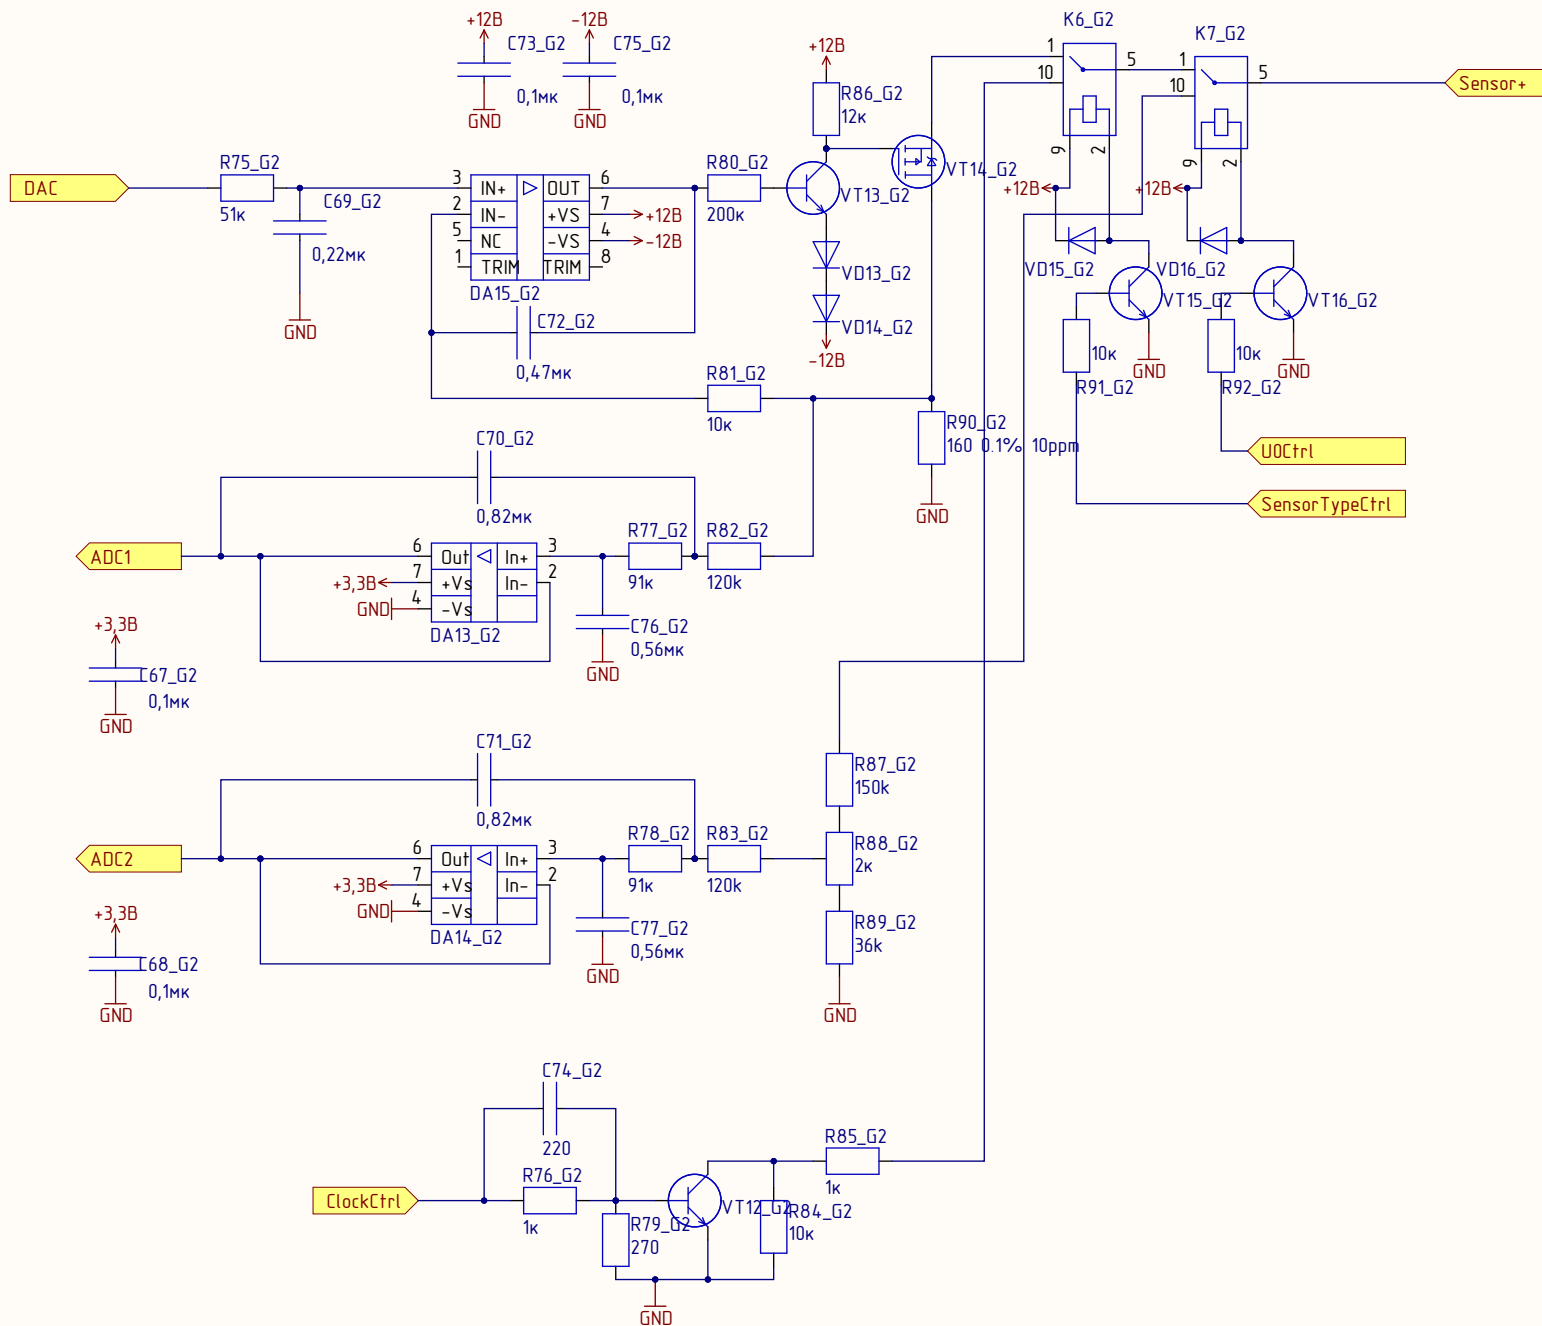 K6_G2
K7_G2
+12В
-12В
C73_G2
C75_G2
0,1мк
0,1мк
GND
GND
+12В
R86_G2
12к
1
10
5
9
2
1
10
5
9
2
Sensor+
DAC
R75_G2
51к
C69_G2
0,22мк
GND
3
2
5
1
IN+
IN-
NC
TRIM
OUT
+VS
-VS
TRIM
6
7
4
8
+12В
-12В
DA15_G2
R80_G2
200к
VT13_G2
VT14_G2
VD13_G2
VD14_G2
-12В
+12В
+12В
VD15_G2
VD16_G2
VT15_G2
VT16_G2
10к
R91_G2
GND
10к
R92_G2
GND
C72_G2
0,47мк
R81_G2
10к
R90_G2
160 0.1% 10ppm
GND
U0Ctrl
SensorTypeCtrl
C70_G2
0,82мк
ADC1
6
7
4
Out
+Vs
-Vs
In+
In-
3
2
+3,3В
GND
DA13_G2
R77_G2
91к
R82_G2
120k
C76_G2
0,56мк
GND
+3,3В
C67_G2
0,1мк
GND
C71_G2
0,82мк
ADC2
6
7
4
Out
+Vs
-Vs
In+
In-
3
2
+3,3В
GND
DA14_G2
R78_G2
91к
R83_G2
120k
C77_G2
0,56мк
GND
R87_G2
150k
R88_G2
2к
R89_G2
36k
GND
+3,3В
C68_G2
0,1мк
GND
C74_G2
220
ClockCtrl
R76_G2
1к
R79_G2
270
VT12_G2
R84_G2
10к
R85_G2
1к
GND